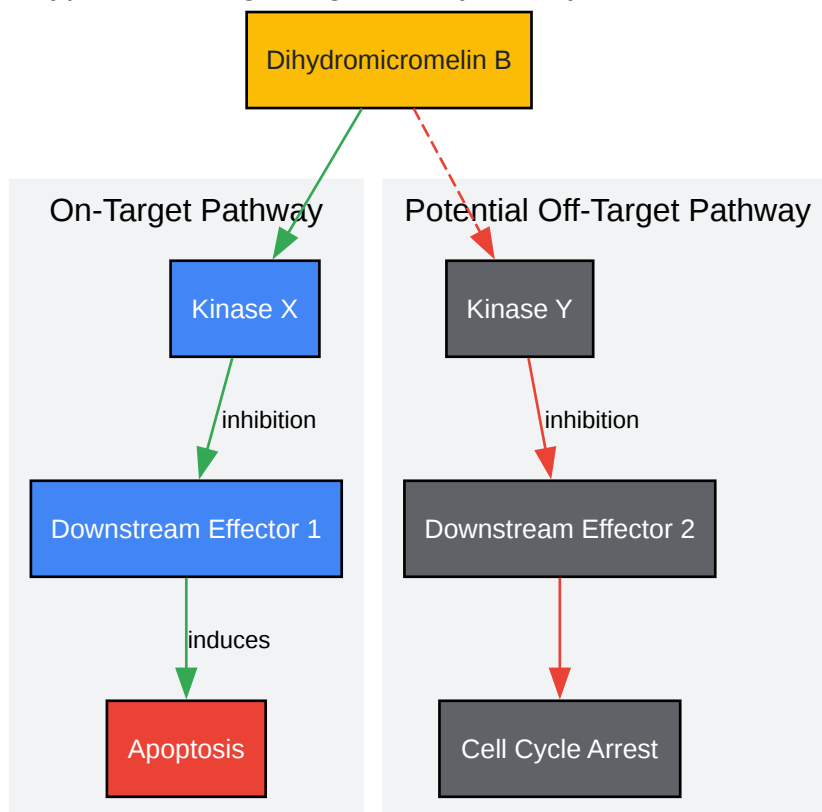 Dihydromicromelin B
On-Target Pathway
Potential Off-Target Pathway
Kinase X
Kinase Y
inhibition
inhibition
Downstream Effector 1
Downstream Effector 2
induces
Apoptosis
Cell Cycle Arrest